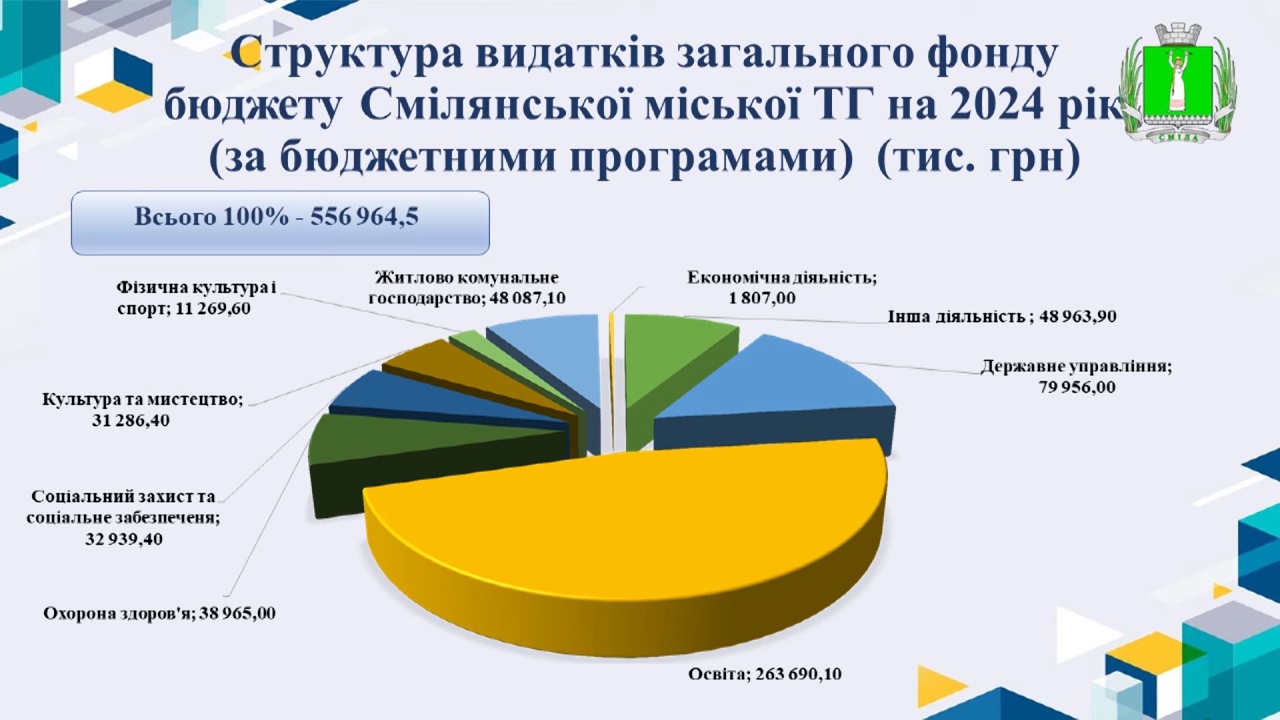 Структура видатків загального фонду
бюджету Смілянської міської ТГ на 2024 рік
(за бюджетними програмами) (тис. грн)
СМІЛА
Всього 100% - 556 964,5
Фізична культура і
спорт; 11 269,60
Житлово комунальне
господарство; 48 087,10
Економічна діяьність;
1 807,00
Інша діяльність ; 48 963,90
Державне управління;
79 956,00
Культура та мистецтво;
31 286,40
Соціальний захист та
соціальне забезпеченя;
32 939,40
Охорона здоров'я; 38 965,00
Освіта; 263 690,10